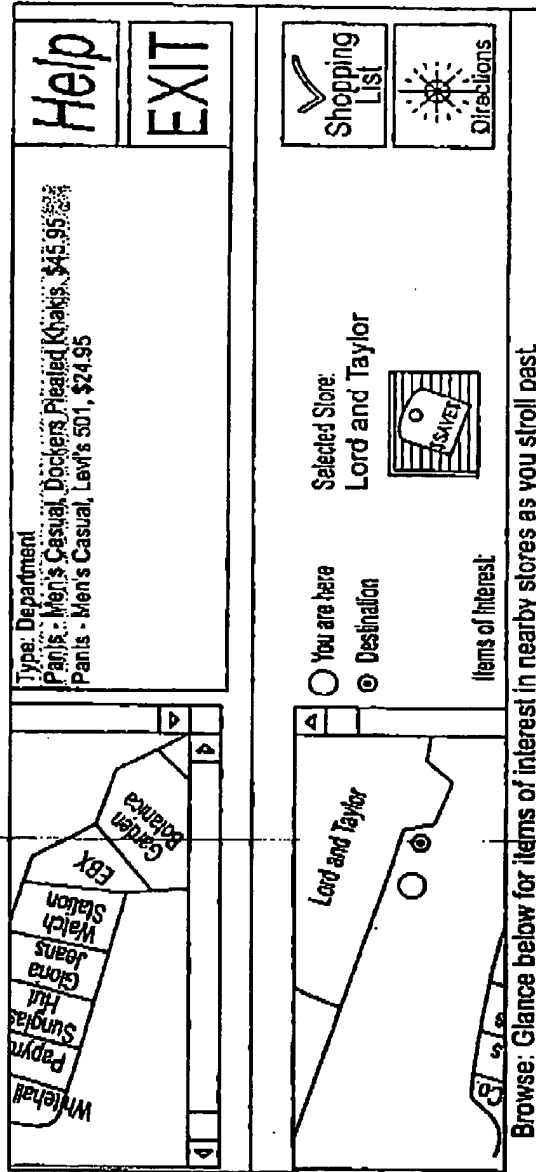 Type: Department
Pants - Men's Casual, Dockers Pleated Khakis, $45.95
Pants - Men's Casual, Levi's 501, $24.95
Help
EXIT
Whitehall
Papyr
Sunglas
Hut
Gloria
Jeans
Watch
Station
EBX
Garden
Botanica
Lord and Taylor
You are here
Destination
Selected Store:
Lord and Taylor
Items of Interest:
Shopping
List
Directions
Co.
Browse: Glance below for items of interest in nearby stores as you stroll past.